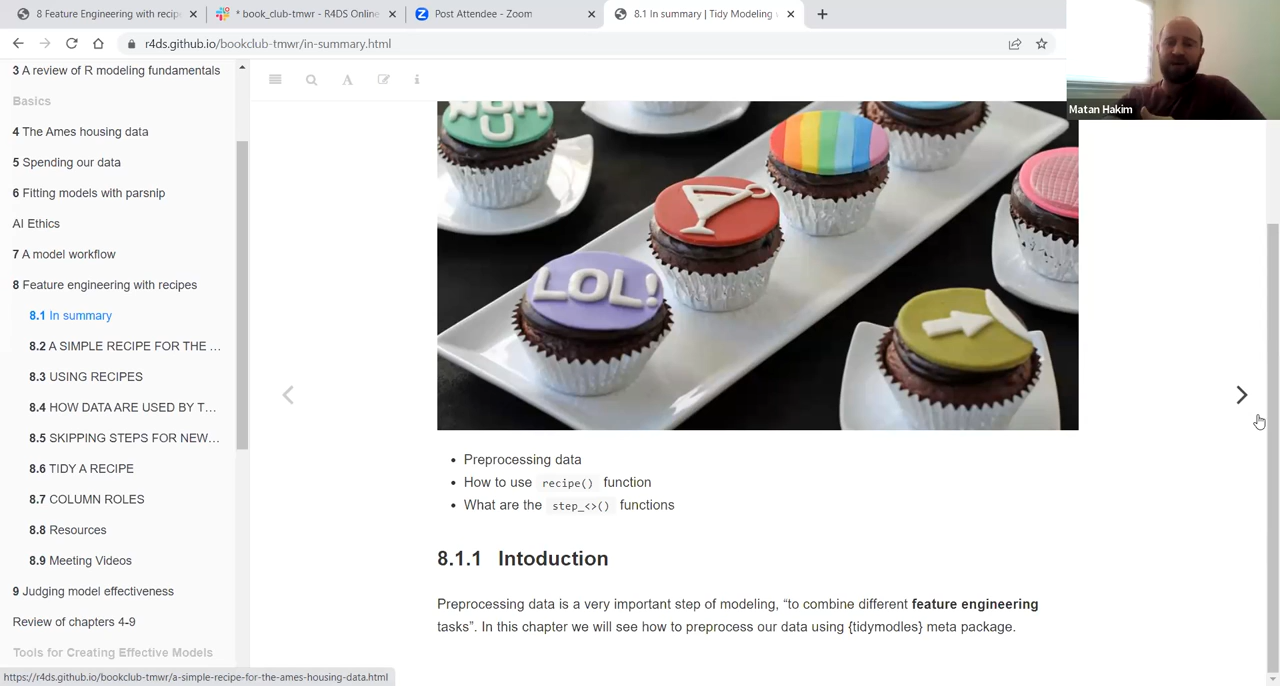 8 Feature Engineering with recipe
* book_club-tmwr - R4DS Online
Post Attendee - Zoom
8.1 In summary | Tidy Modeling
r4ds.github.io/bookclub-tmwr/in-summary.html
Matan Hakim
3 A review of R modeling fundamentals
Basics
4 The Ames housing data
5 Spending our data
6 Fitting models with parsnip
AI Ethics
7 A model workflow
8 Feature engineering with recipes
8.1 In summary
8.2 A SIMPLE RECIPE FOR THE ...
8.3 USING RECIPES
8.4 HOW DATA ARE USED BY T...
8.5 SKIPPING STEPS FOR NEW...
8.6 TIDY A RECIPE
8.7 COLUMN ROLES
8.8 Resources
8.9 Meeting Videos
9 Judging model effectiveness
Review of chapters 4-9
Tools for Creating Effective Models
https://r4ds.github.io/bookclub-tmwr/a-simple-recipe-for-the-ames-housing-data.html
A
i
NOM
U
LOL!
• Preprocessing data
• How to use recipe() function
• What are the step_<>() functions
8.1.1 Intoduction
Preprocessing data is a very important step of modeling, “to combine different feature engineering
tasks”. In this chapter we will see how to preprocess our data using {tidymodles} meta package.